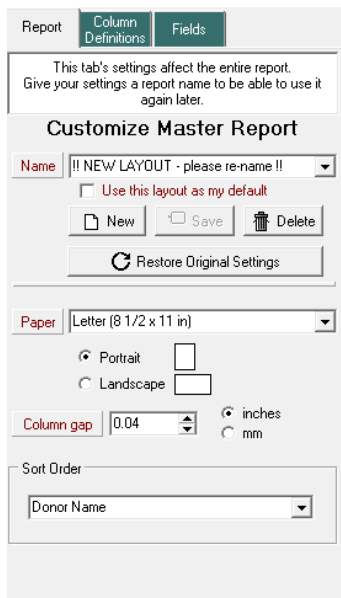 Report
Column
Definitions
Fields
This tab's settings affect the entire report.
Give your settings a report name to be able to use it
again later.
Customize Master Report
Name
!! NEW LAYOUT - please re-name !!
Use this layout as my default
New
Save
Delete
Restore Original Settings
Paper
Letter (8 1/2 x 11 in)
Portrait
Landscape
Column gap
0.04
inches
mm
Sort Order
Donor Name